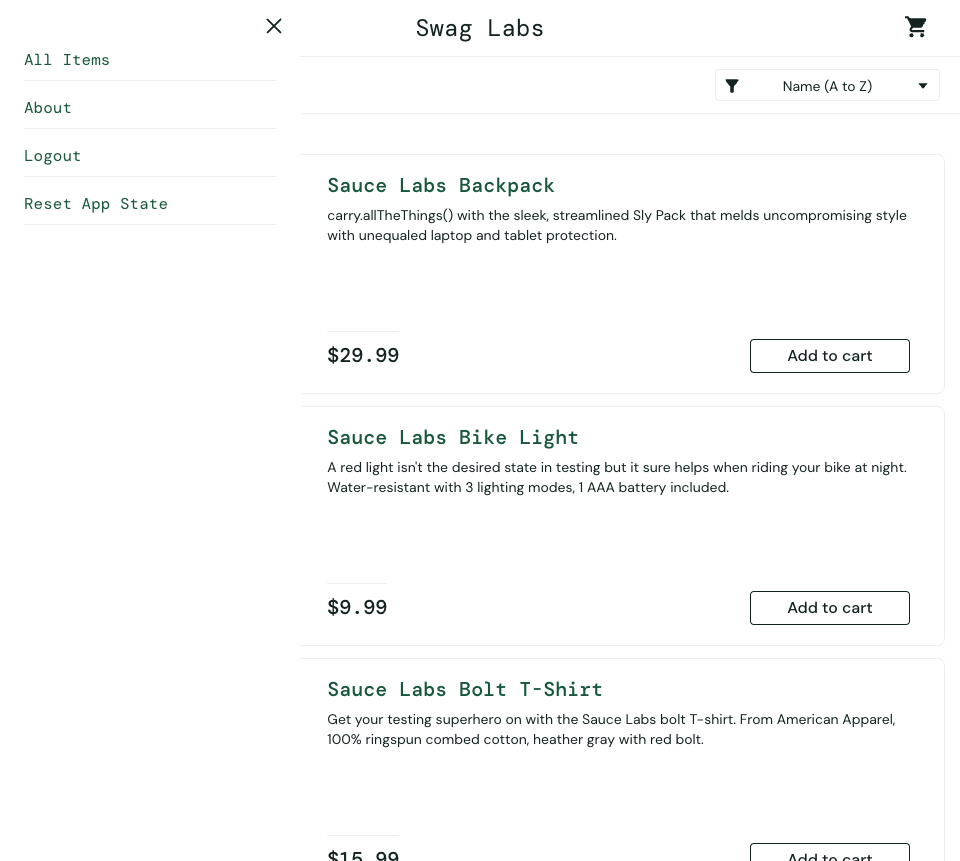 All Items
About
Logout
Reset App State
Swag Labs
Name (A to Z)
Sauce Labs Backpack
carry.allTheThings() with the sleek, streamlined Sly Pack that melds uncompromising style
with unequaled laptop and tablet protection.
$29.99
Add to cart
Sauce Labs Bike Light
A red light isn't the desired state in testing but it sure helps when riding your bike at night.
Water-resistant with 3 lighting modes, 1 AAA battery included.
$9.99
Add to cart
Sauce Labs Bolt T-Shirt
Get your testing superhero on with the Sauce Labs bolt T-shirt. From American Apparel,
100% ringspun combed cotton, heather gray with red bolt.
$15.99
Add to cart